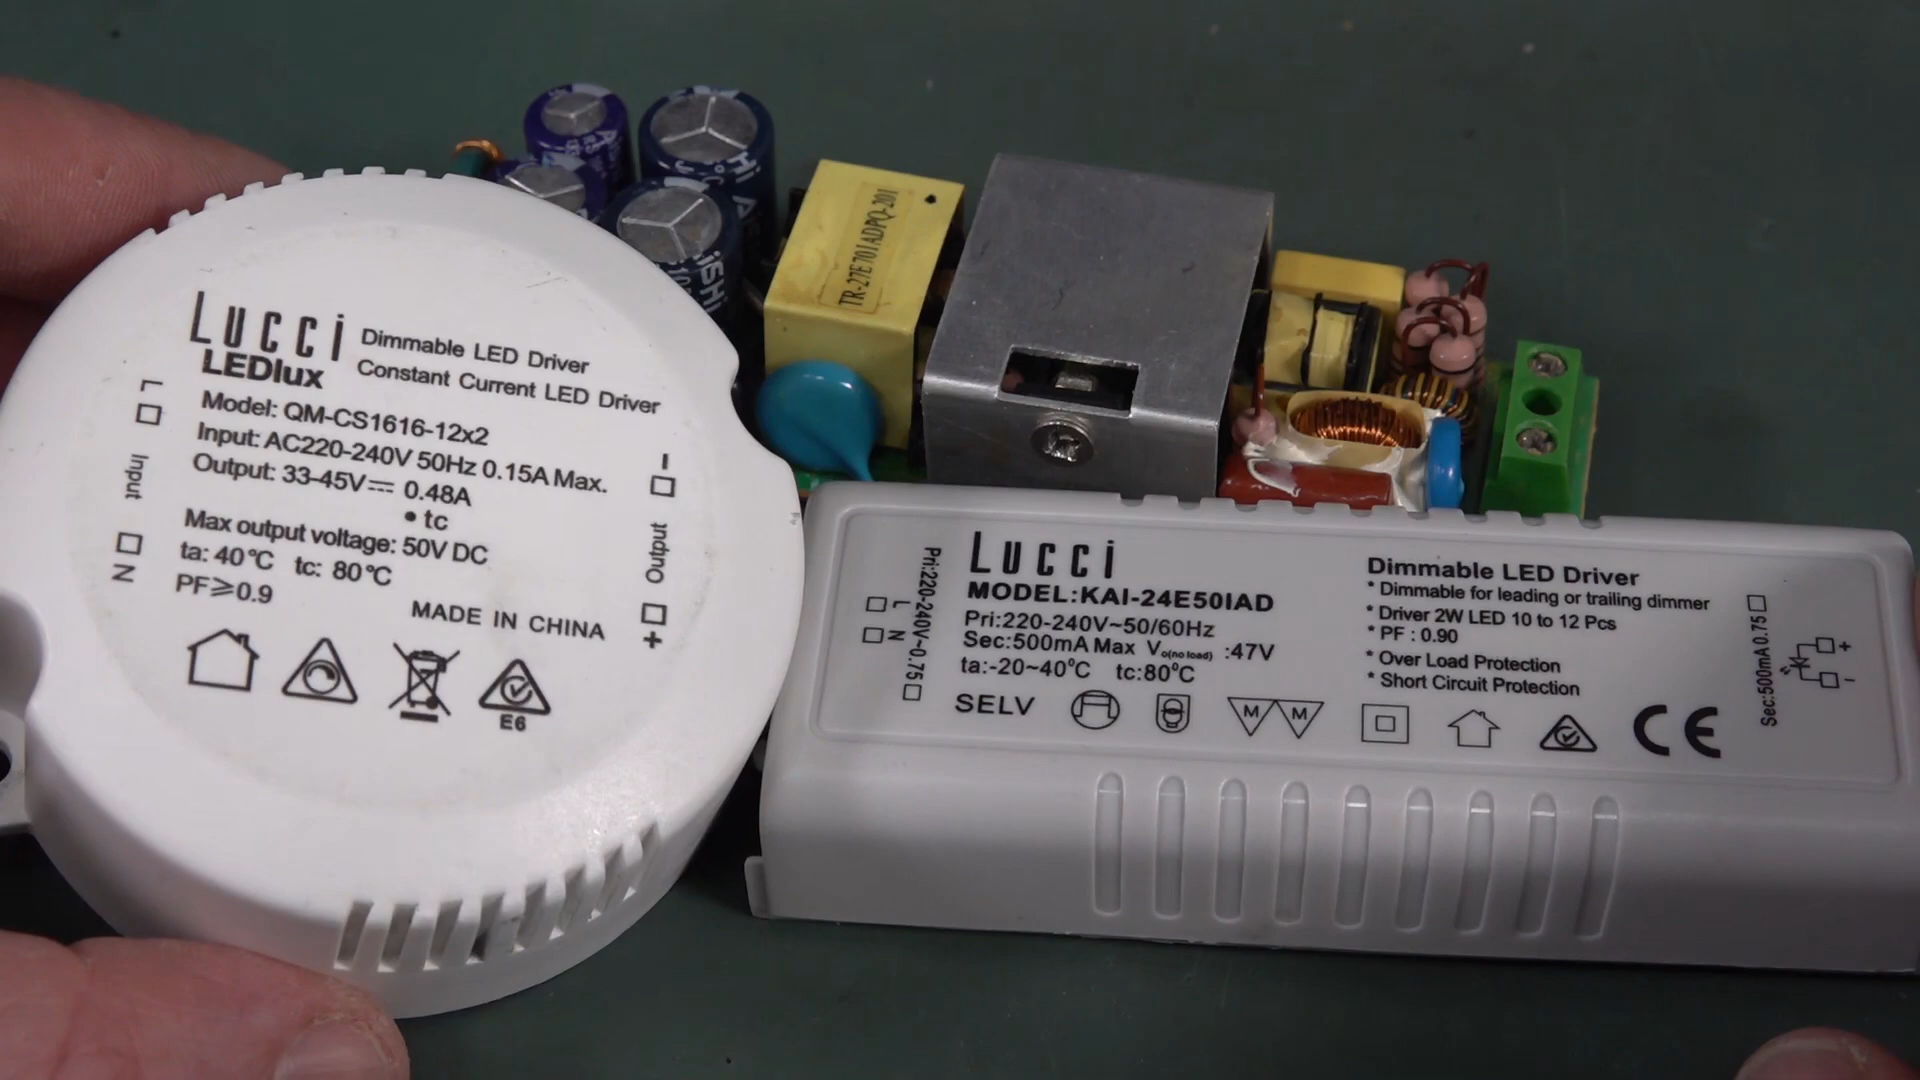 LUCCI
LEDlux
Dimmable LED Driver
Constant Current LED Driver
Model: QM-CS1616-12x2
Input: AC220-240V 50Hz 0.15A Max.
Output: 33-45V⎓ 0.48A
• tc
Max output voltage: 50V DC
ta: 40°C tc: 80°C
PF≥0.9
MADE IN CHINA
E6
L
Input
N
-
Output
+
TR-27E701ADPQ-201
LUCCI
MODEL:KAI-24E50IAD
Pri:220-240V~50/60Hz
Sec:500mA Max Vo(no load) :47V
ta:-20~40°C tc:80°C
SELV
M M
Pri:220-240V~0.75
L
N
Dimmable LED Driver
* Dimmable for leading or trailing dimmer
* Driver 2W LED 10 to 12 Pcs
* PF : 0.90
* Over Load Protection
* Short Circuit Protection
CE
Sec:500mA 0.75
+
-